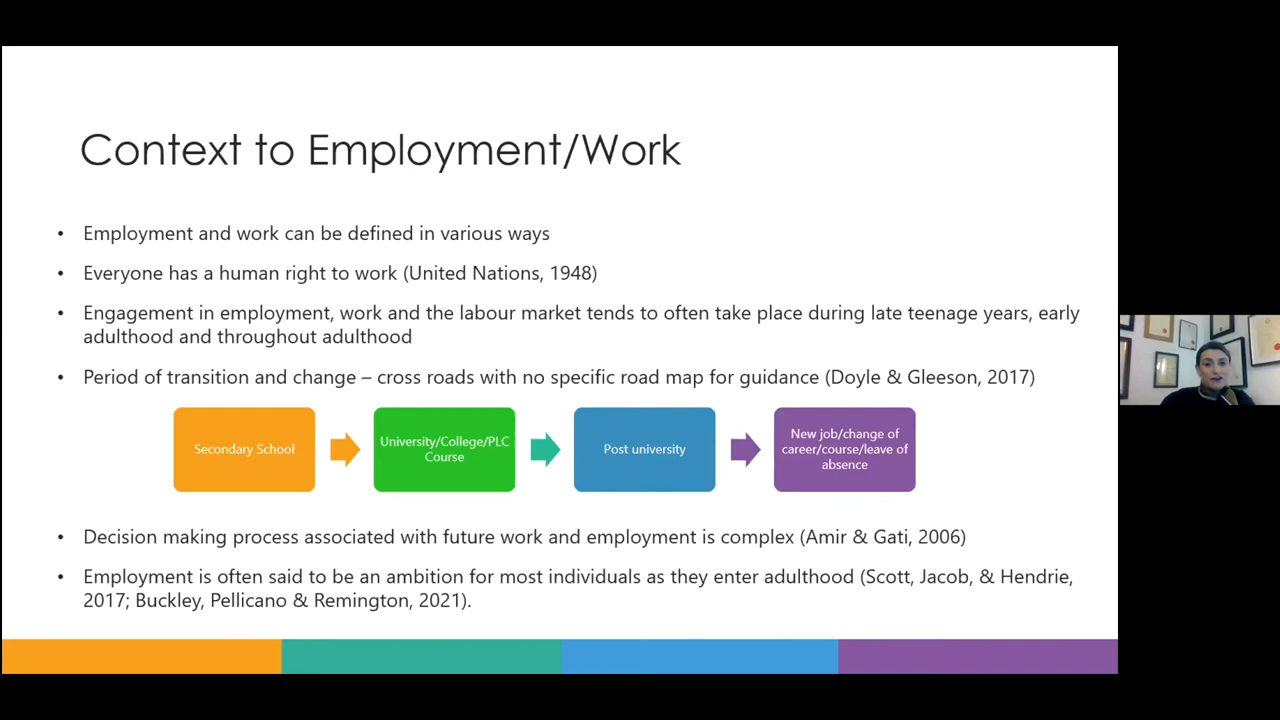 Context to Employment/Work
• Employment and work can be defined in various ways
• Everyone has a human right to work (United Nations, 1948)
• Engagement in employment, work and the labour market tends to often take place during late teenage years, early
adulthood and throughout adulthood
• Period of transition and change – cross roads with no specific road map for guidance (Doyle & Gleeson, 2017)
Secondary School
University/College/PLC
Course
Post university
New job/change of
career/course/leave of
absence
• Decision making process associated with future work and employment is complex (Amir & Gati, 2006)
• Employment is often said to be an ambition for most individuals as they enter adulthood (Scott, Jacob, & Hendrie,
2017; Buckley, Pellicano & Remington, 2021).